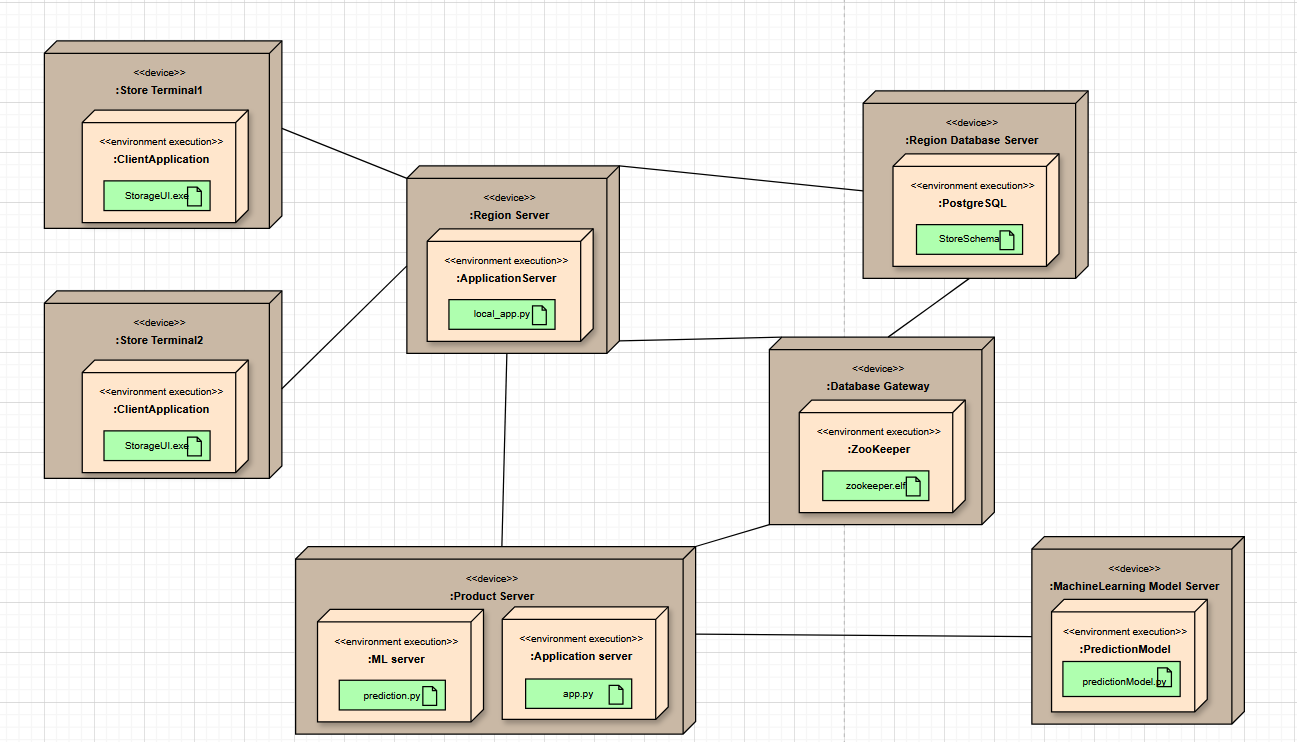 <<device>>
:Store Terminal1
<<environment execution>>
:ClientApplication
StorageUI.exe
<<device>>
:Store Terminal2
<<environment execution>>
:ClientApplication
StorageUI.exe
<<device>>
:Region Server
<<environment execution>>
:ApplicationServer
local_app.py
<<device>>
:Region Database Server
<<environment execution>>
:PostgreSQL
StoreSchema
<<device>>
:Database Gateway
<<environment execution>>
:ZooKeeper
zookeeper.elf
<<device>>
:Product Server
<<environment execution>>
:ML server
prediction.py
<<environment execution>>
:Application server
app.py
<<device>>
:MachineLearning Model Server
<<environment execution>>
:PredictionModel
predictionModel.py